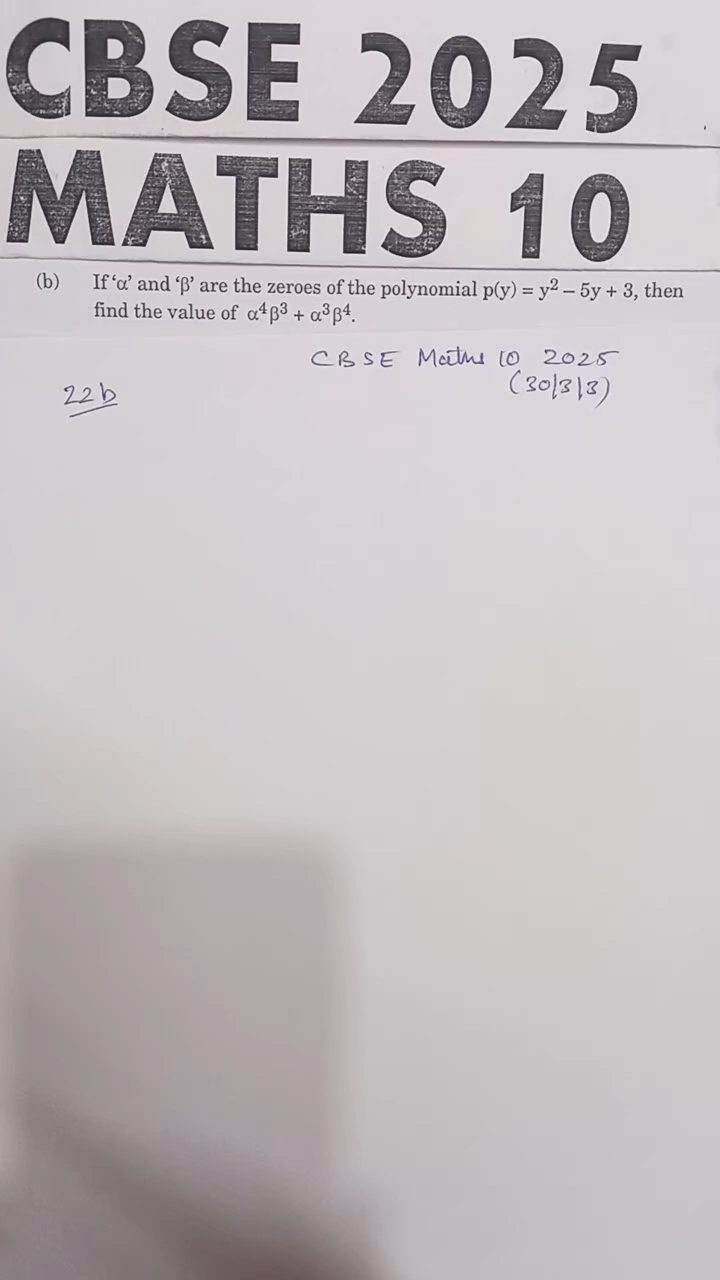 CBSE 2025
MATHS 10
(b) If ‘α’ and ‘β’ are the zeroes of the polynomial p(y) = y² – 5y + 3, then
find the value of α⁴β³ + α³β⁴.
CBSE Maths 10 2025
(30/3/3)
22b